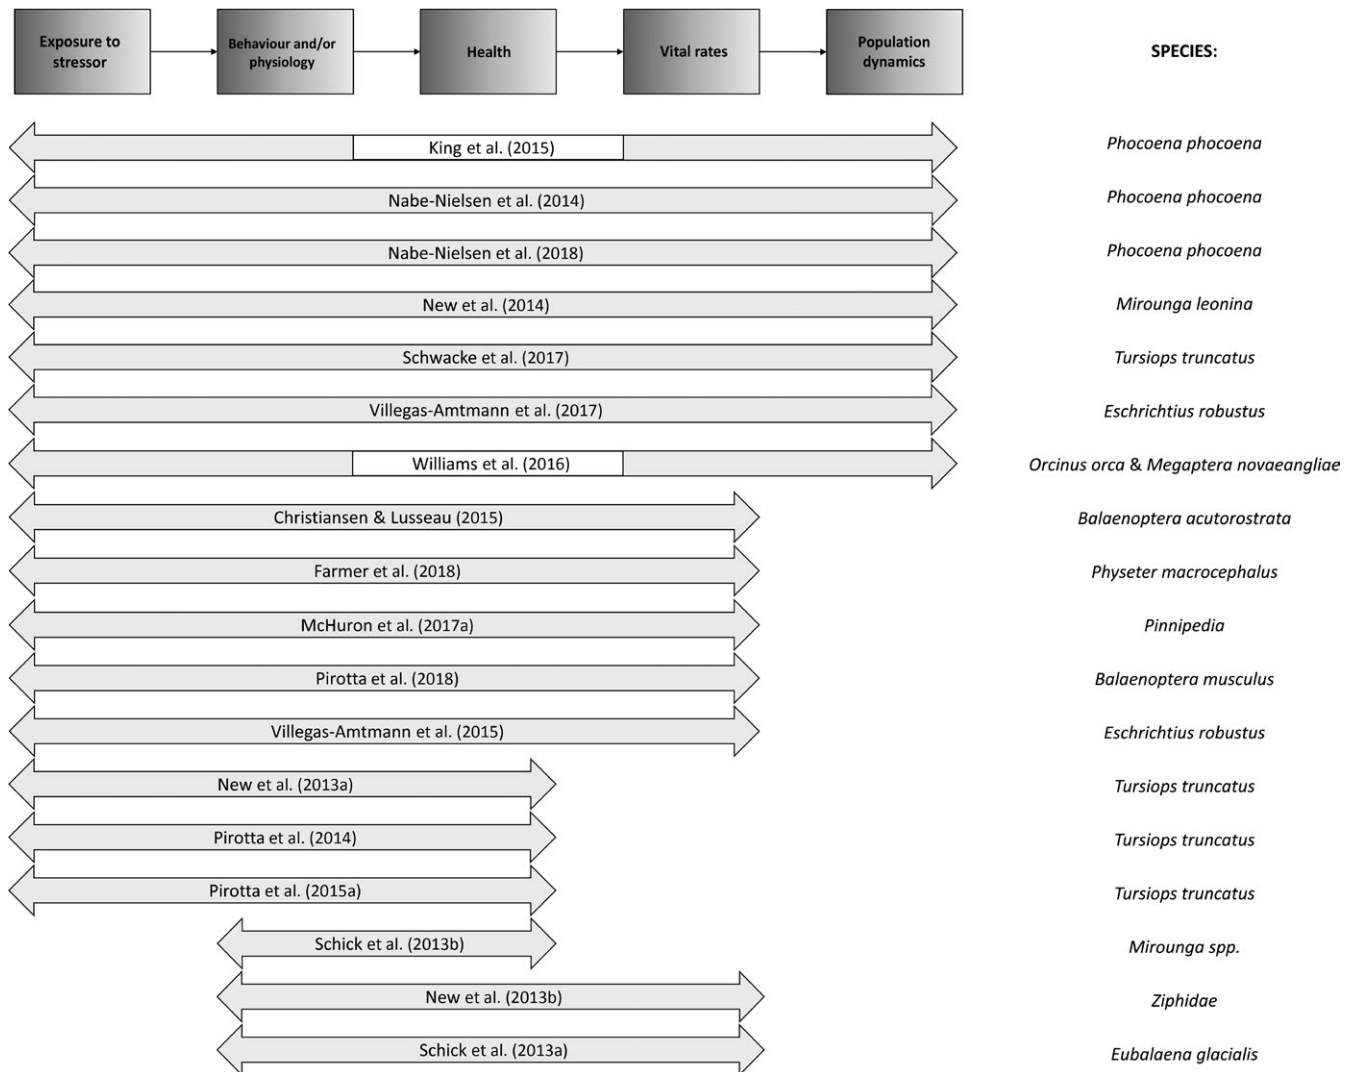 Exposure to stressor
Behaviour and/or physiology
Health
Vital rates
Population dynamics
SPECIES:
King et al. (2015)
Phocoena phocoena
Nabe-Nielsen et al. (2014)
Phocoena phocoena
Nabe-Nielsen et al. (2018)
Phocoena phocoena
New et al. (2014)
Mirounga leonina
Schwacke et al. (2017)
Tursiops truncatus
Villegas-Amtmann et al. (2017)
Eschrichtius robustus
Williams et al. (2016)
Orcinus orca & Megaptera novaeangliae
Christiansen & Lusseau (2015)
Balaenoptera acutorostrata
Farmer et al. (2018)
Physeter macrocephalus
McHuron et al. (2017a)
Pinnipedia
Pirotta et al. (2018)
Balaenoptera musculus
Villegas-Amtmann et al. (2015)
Eschrichtius robustus
New et al. (2013a)
Tursiops truncatus
Pirotta et al. (2014)
Tursiops truncatus
Pirotta et al. (2015a)
Tursiops truncatus
Schick et al. (2013b)
Mirounga spp.
New et al. (2013b)
Ziphidae
Schick et al. (2013a)
Eubalaena glacialis